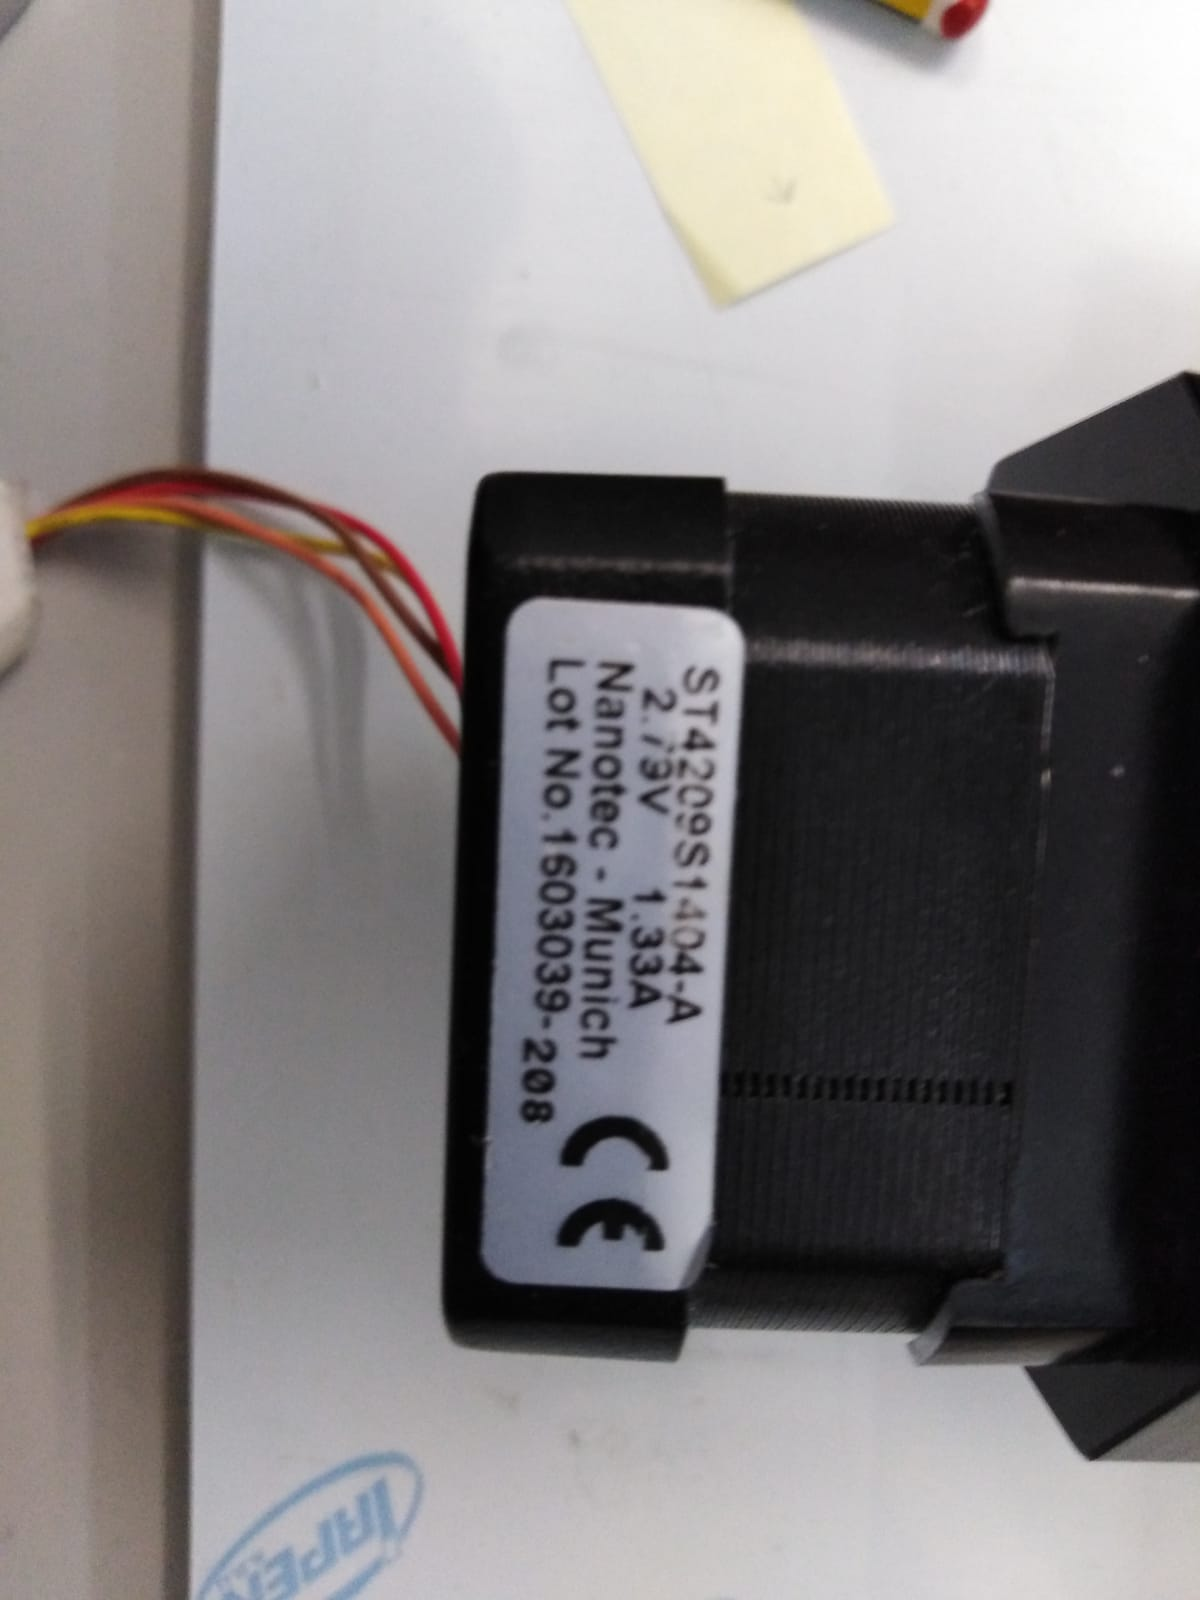 ST4209S1404-A
2.79V 1.33A
Nanotec - Munich
Lot No.1603039-208
CE